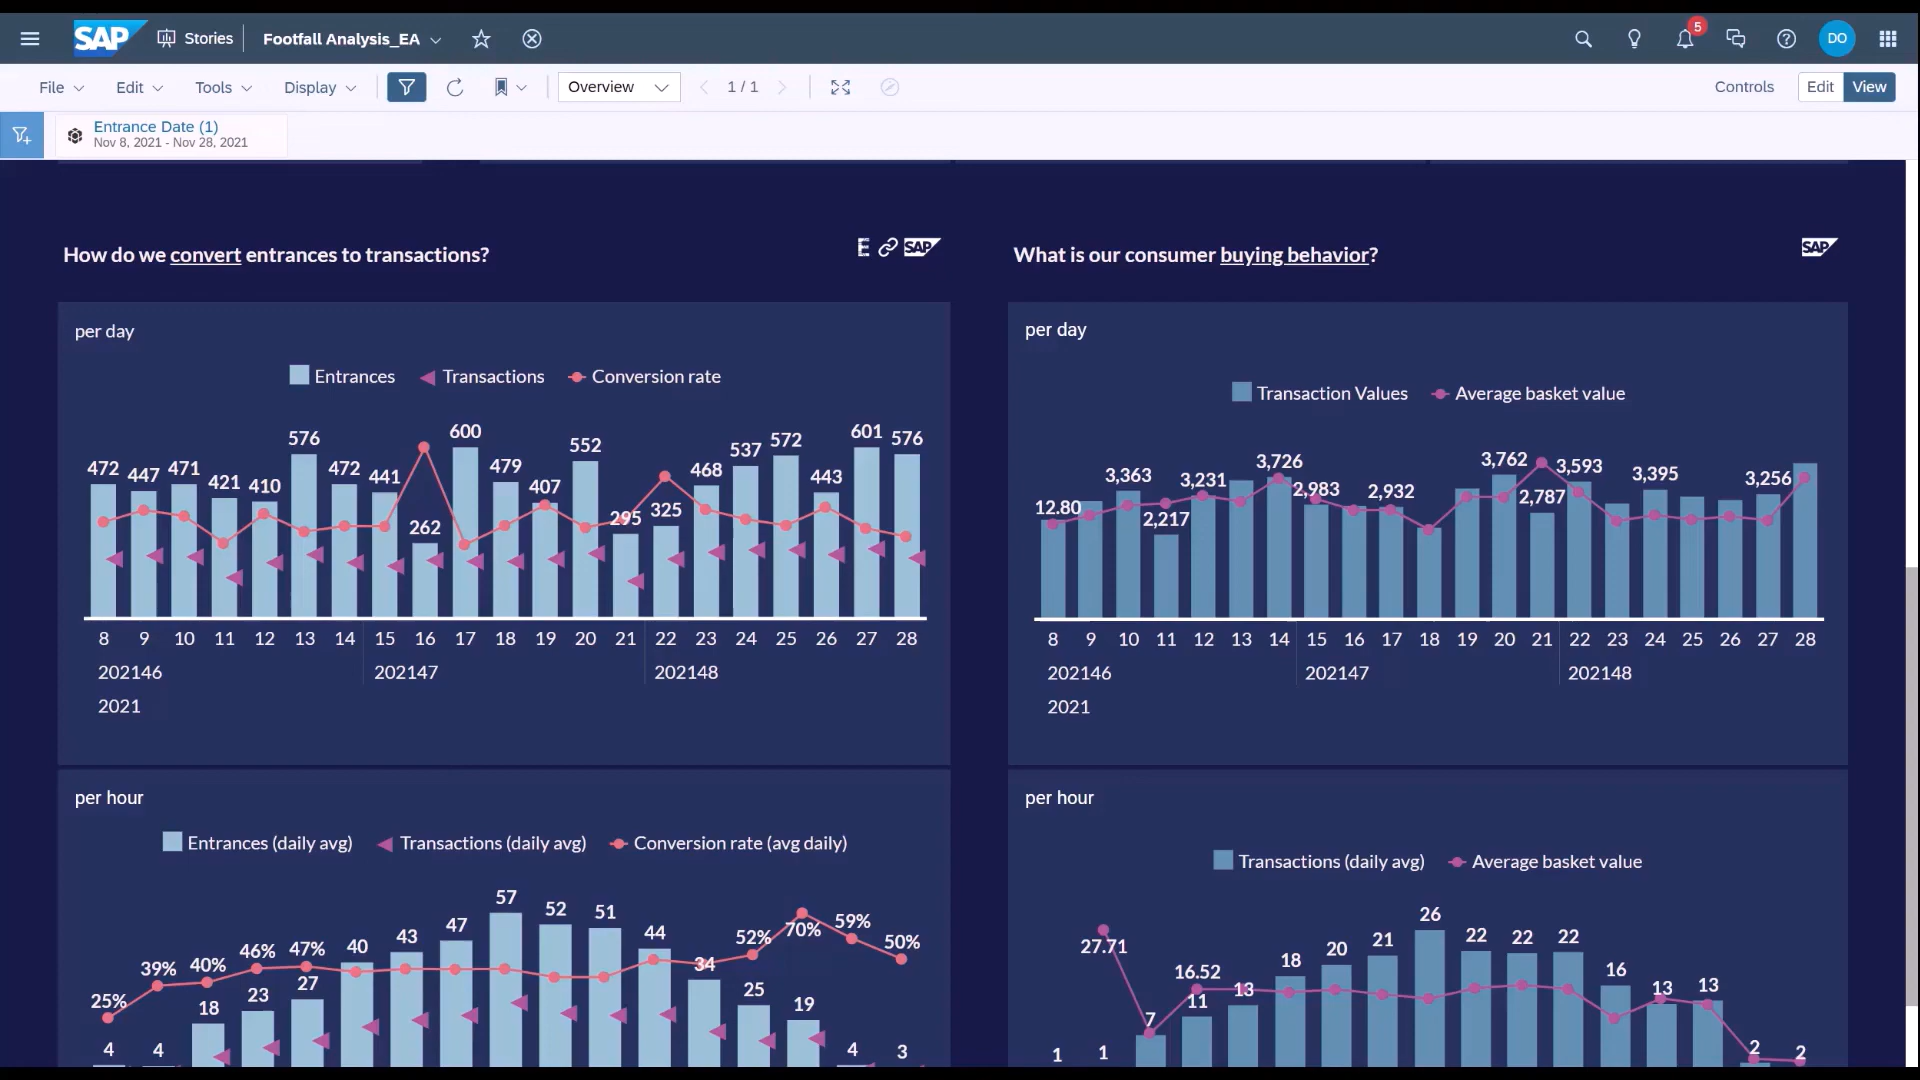 SAP Stories Footfall Analysis_EA 5 DO
File Edit Tools Display Overview 1 / 1 Controls Edit View
Entrance Date (1)
Nov 8, 2021 - Nov 28, 2021
How do we convert entrances to transactions? E SAP
per day
Entrances Transactions Conversion rate
472 447 471 421 410 576 472 441 262 600 479 407 552 295 325 468 537 572 443 601 576
8 9 10 11 12 13 14 15 16 17 18 19 20 21 22 23 24 25 26 27 28
202146 202147 202148
2021
per hour
Entrances (daily avg) Transactions (daily avg) Conversion rate (avg daily)
25% 39% 40% 46% 47% 52% 70% 59% 50%
4 4 18 23 27 40 43 47 57 52 51 44 34 25 19 4 3
What is our consumer buying behavior? SAP
per day
Transaction Values Average basket value
12.80 3,363 2,217 3,231 3,726 2,983 2,932 3,762 2,787 3,593 3,395 3,256
8 9 10 11 12 13 14 15 16 17 18 19 20 21 22 23 24 25 26 27 28
202146 202147 202148
2021
per hour
Transactions (daily avg) Average basket value
27.71 16.52
1 1 7 11 13 18 20 21 26 22 22 22 16 13 13 2 2